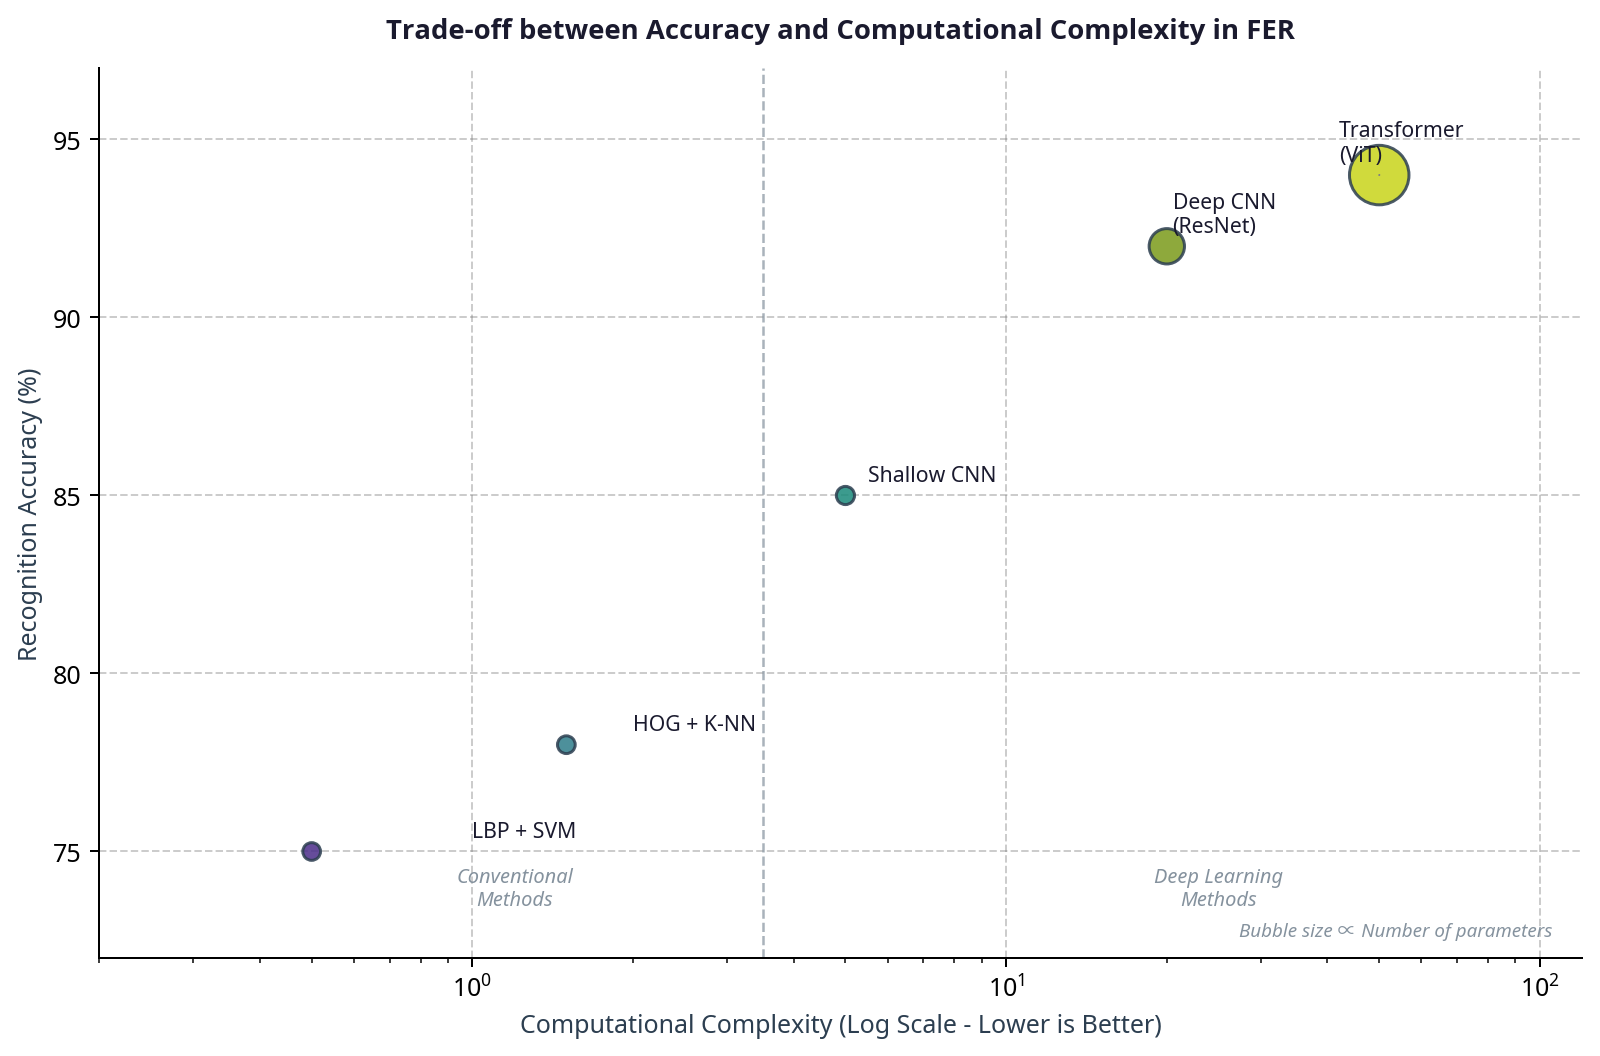 Trade-off between Accuracy and Computational Complexity in FER
Recognition Accuracy (%)
95
90
85
80
75
Transformer
(ViT)
Deep CNN
(ResNet)
Shallow CNN
HOG + K-NN
LBP + SVM
Conventional
Methods
Deep Learning
Methods
Bubble size ∝ Number of parameters
10⁰
10¹
10²
Computational Complexity (Log Scale - Lower is Better)